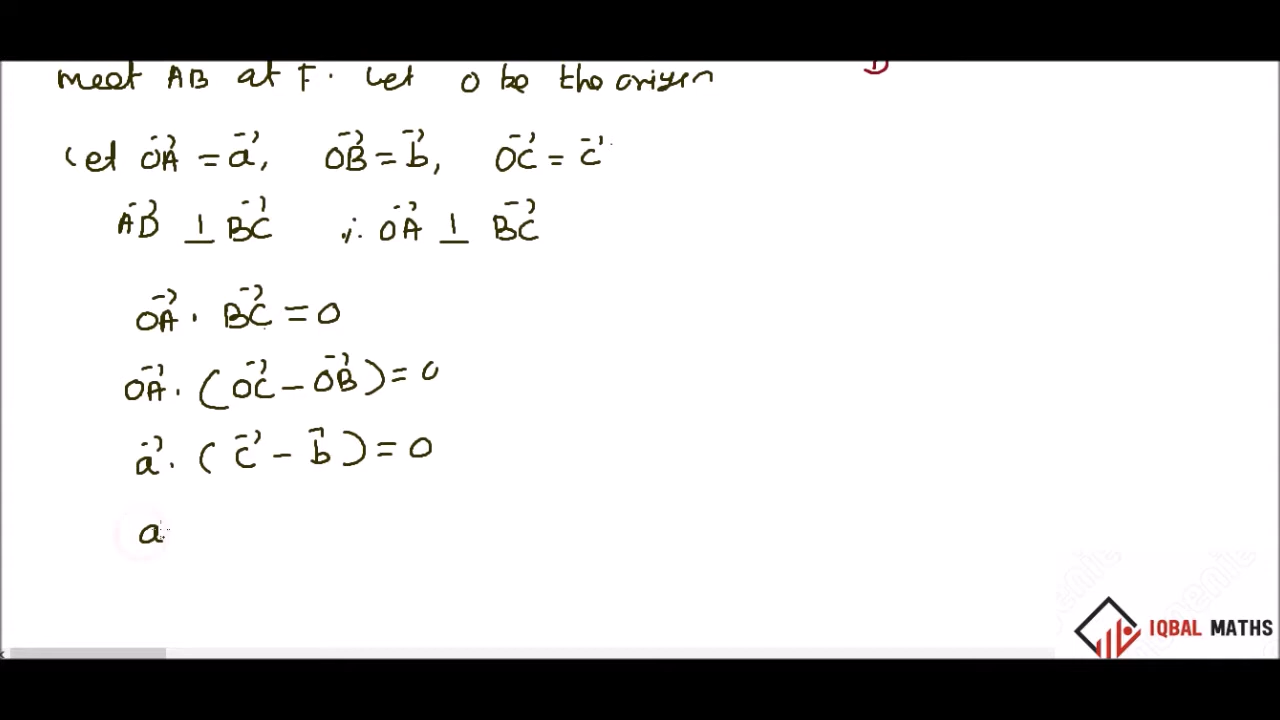 meet AB at F. Let O be the origen
D
Let OA⃗ = a⃗, OB⃗ = b⃗, OC⃗ = c⃗
AD⃗ ⊥ BC⃗ ∴ OA⃗ ⊥ BC⃗
OA⃗ · BC⃗ = 0
OA⃗ · (OC⃗ – OB⃗) = 0
a⃗ · (c⃗ – b⃗) = 0
a
IQBAL MATHS